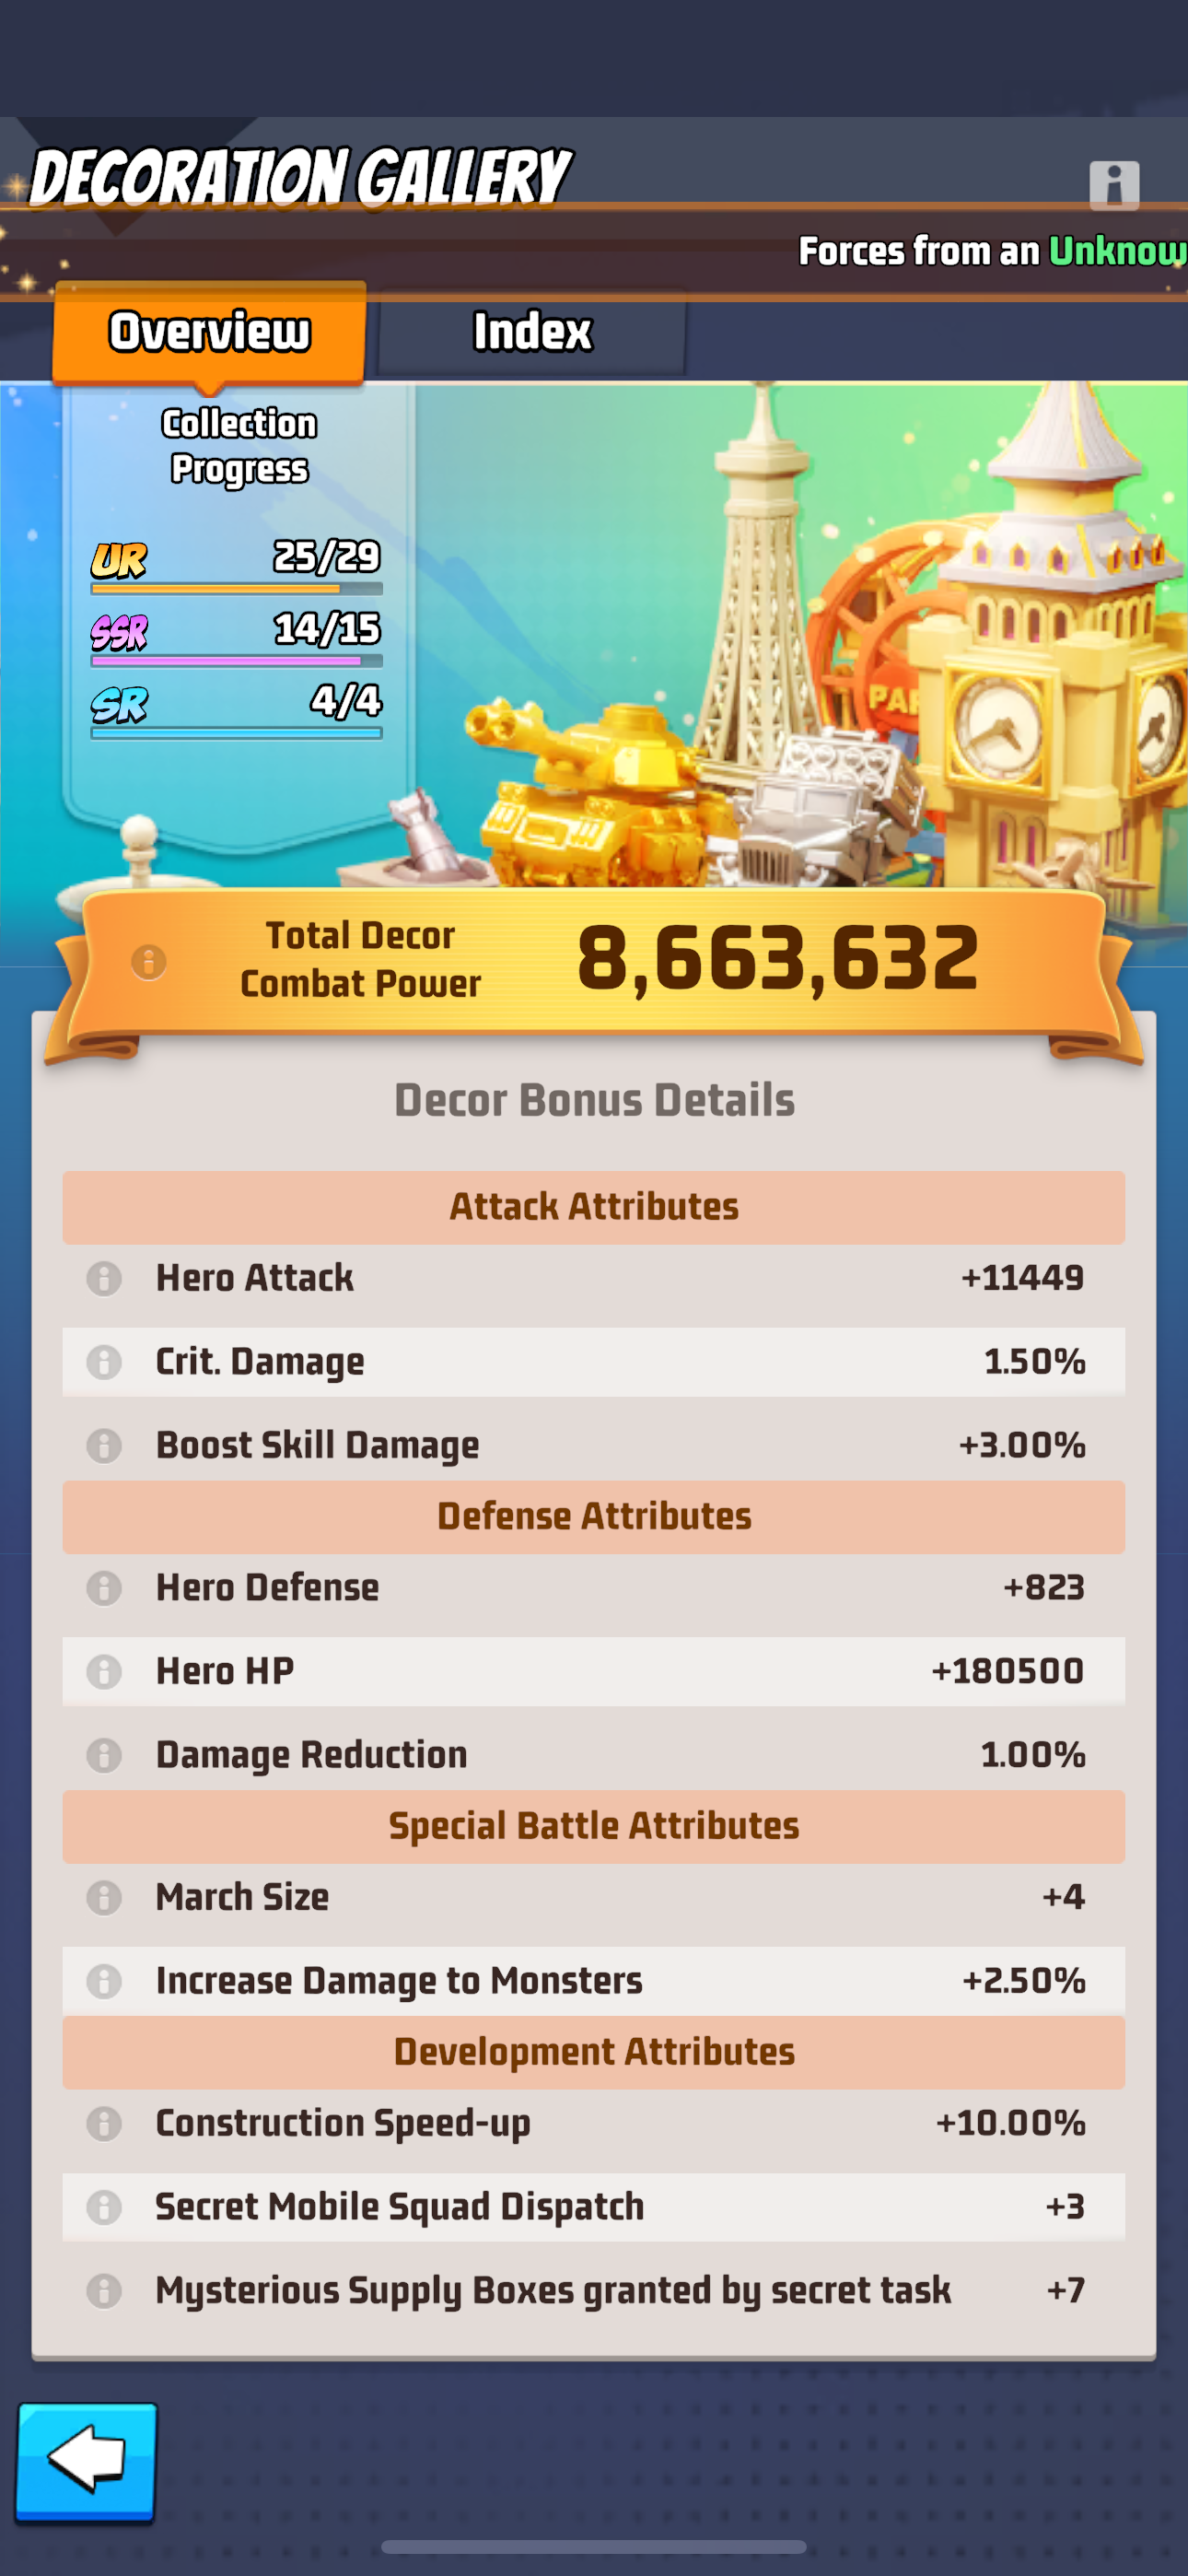 DECORATION GALLERY
Forces from an Unknow
Overview
Index
Collection
Progress
UR 25/29
SSR 14/15
SR 4/4
Total Decor
Combat Power
8,663,632
Decor Bonus Details
Attack Attributes
Hero Attack +11449
Crit. Damage 1.50%
Boost Skill Damage +3.00%
Defense Attributes
Hero Defense +823
Hero HP +180500
Damage Reduction 1.00%
Special Battle Attributes
March Size +4
Increase Damage to Monsters +2.50%
Development Attributes
Construction Speed-up +10.00%
Secret Mobile Squad Dispatch +3
Mysterious Supply Boxes granted by secret task +7